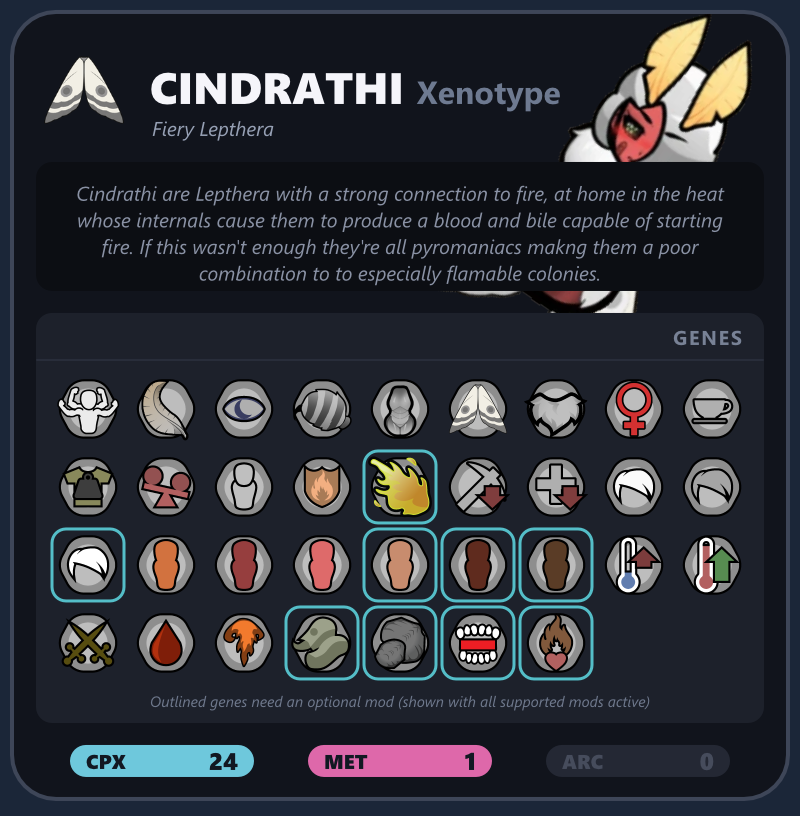 CINDRATHI Xenotype
Fiery Lepthera
Cindrathi are Lepthera with a strong connection to fire, at home in the heat
whose internals cause them to produce a blood and bile capable of starting
fire. If this wasn't enough they're all pyromaniacs makng them a poor
combination to to especially flamable colonies.
GENES
Outlined genes need an optional mod (shown with all supported mods active)
CPX 24 MET 1 ARC 0